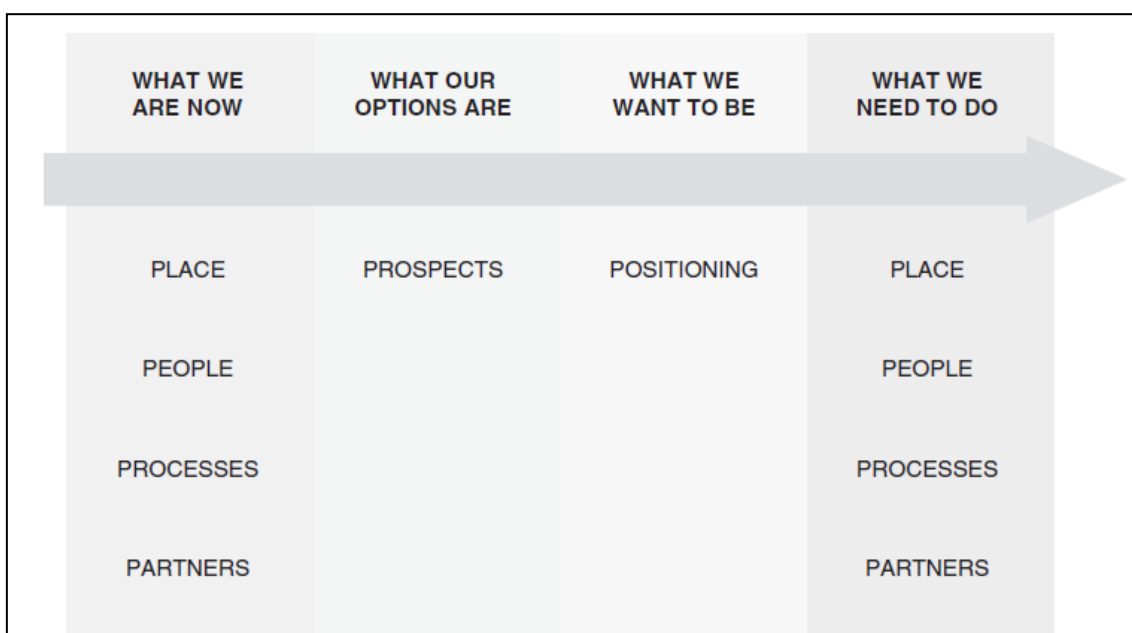 WHAT WE
ARE NOW
WHAT OUR
OPTIONS ARE
WHAT WE
WANT TO BE
WHAT WE
NEED TO DO
PLACE
PROSPECTS
POSITIONING
PLACE
PEOPLE
PEOPLE
PROCESSES
PROCESSES
PARTNERS
PARTNERS